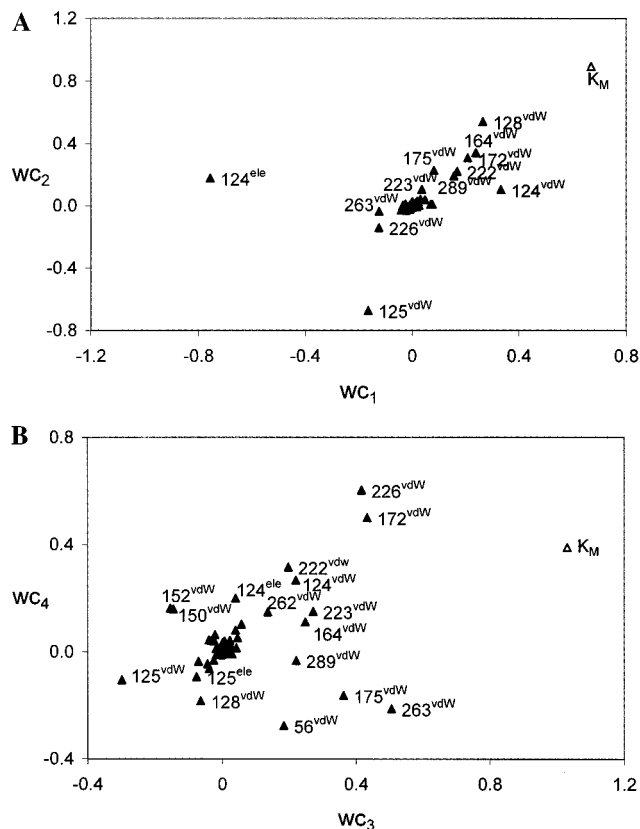 A
1.2
0.8
0.4
0.0
-0.4
-0.8
WC2
KM
128vdW
164vdW
175vdW
172vdW
222vdW
223vdW
289vdW
124vdW
124ele
263vdW
226vdW
125vdW
-1.2 -0.8 -0.4 0 0.4 0.8
WC1
B
0.8
0.4
0.0
-0.4
WC4
226vdW
172vdW
KM
222vdw
124ele
124vdW
152vdW
262vdW
223vdW
150vdW
164vdW
289vdW
125vdW
125ele
128vdW
175vdW
263vdW
56vdW
-0.4 0 0.4 0.8 1.2
WC3